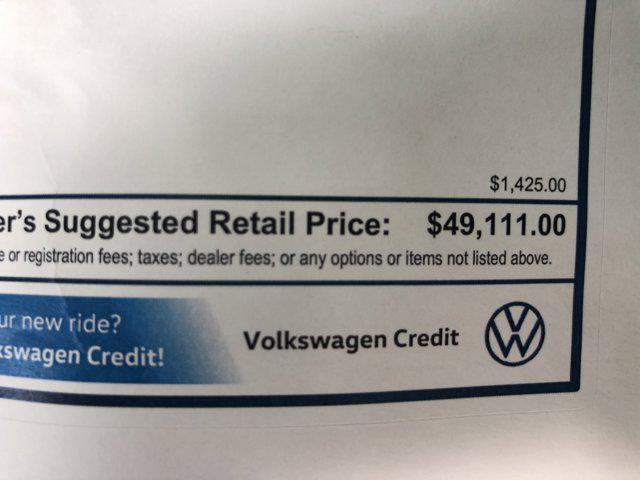 $1,425.00
er's Suggested Retail Price: $49,111.00
e or registration fees; taxes; dealer fees; or any options or items not listed above.
ur new ride?
kswagen Credit!
Volkswagen Credit